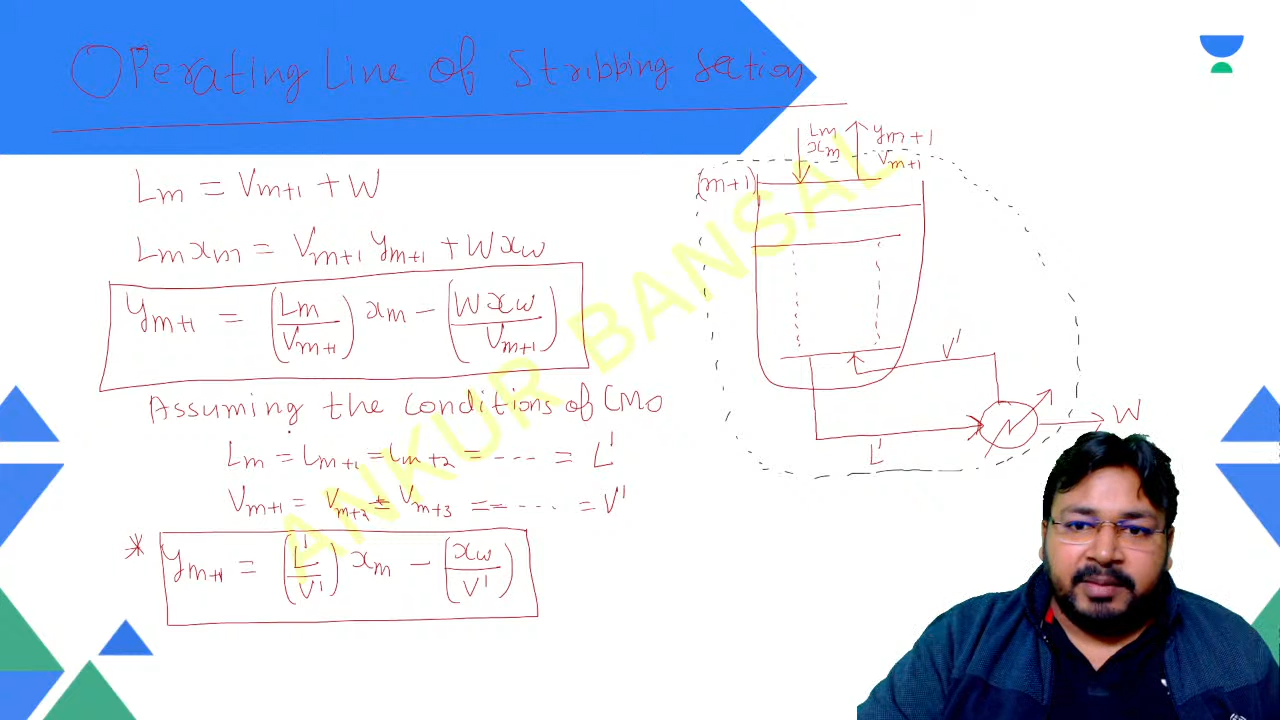 Operating Line of Stribbing section
Lm = Vm+1 + W
Lm xm = Vm+1 ym+1 + W xw
ym+1 = (Lm/Vm+1) xm - (W xw/Vm+1)
Assuming the conditions of CMO
Lm = Lm+1 = Lm+2 = ---- = L'
Vm+1 = Vm+2 = Vm+3 == ---- = V'
* ym+1 = (L'/V') xm - (xw/V')
Lm
xm
ym+1
Vm+1
(m+1)
V'
L'
W
ANKUR BANSAL